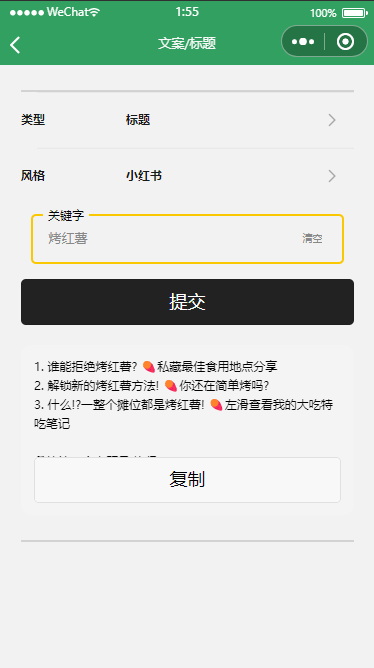 ●●●●● WeChat 1:55 100%
文案/标题
类型 标题
风格 小红书
关键字
烤红薯 清空
提交
1. 谁能拒绝烤红薯? 🍠私藏最佳食用地点分享
2. 解锁新的烤红薯方法! 🍠你还在简单烤吗?
3. 什么!?一整个摊位都是烤红薯! 🍠左滑查看我的大吃特
吃笔记
复制